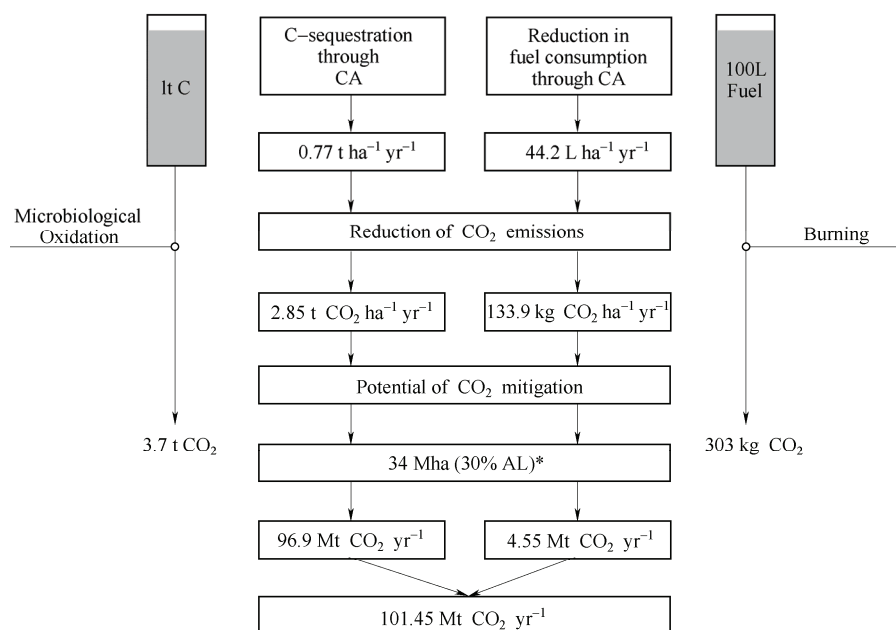 C−sequestration
through
CA
Reduction in
fuel consumption
through CA
lt C
100L
Fuel
0.77 t ha⁻¹ yr⁻¹
44.2 L ha⁻¹ yr⁻¹
Microbiological
Oxidation
Reduction of CO₂ emissions
Burning
2.85 t CO₂ ha⁻¹ yr⁻¹
133.9 kg CO₂ ha⁻¹ yr⁻¹
Potential of CO₂ mitigation
3.7 t CO₂
303 kg CO₂
34 Mha (30% AL)*
96.9 Mt CO₂ yr⁻¹
4.55 Mt CO₂ yr⁻¹
101.45 Mt CO₂ yr⁻¹